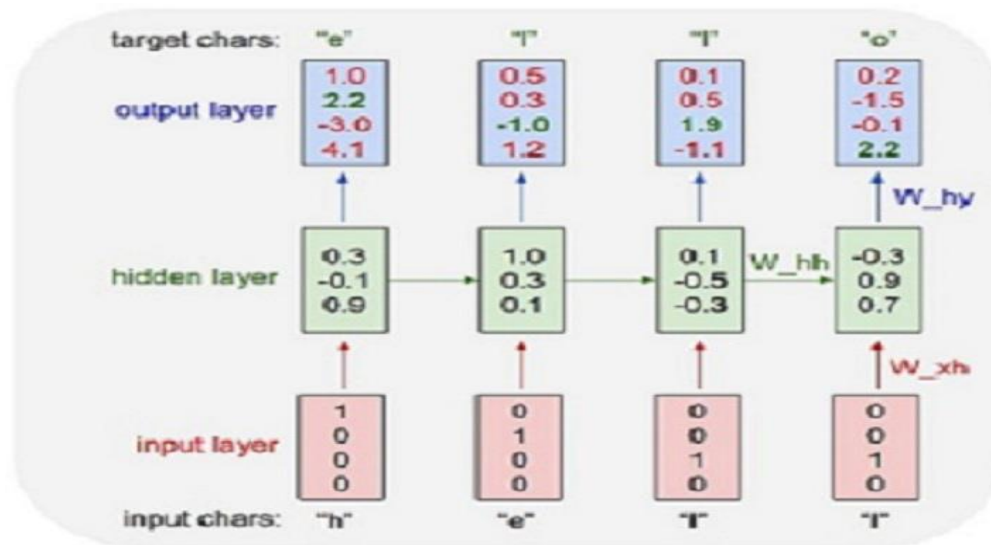 target chars: "e" "l" "l" "o"
1.0 0.5 0.1 0.2
output layer 2.2 0.3 0.5 -1.5
-3.0 -1.0 1.9 -0.1
4.1 1.2 -1.1 2.2
W_hy
0.3 1.0 0.1 W_hh -0.3
hidden layer -0.1 0.3 -0.5 0.9
0.9 0.1 -0.3 0.7
W_xh
1 0 0 0
input layer 0 1 0 0
0 0 1 1
0 0 0 0
input chars: "h" "e" "l" "l"